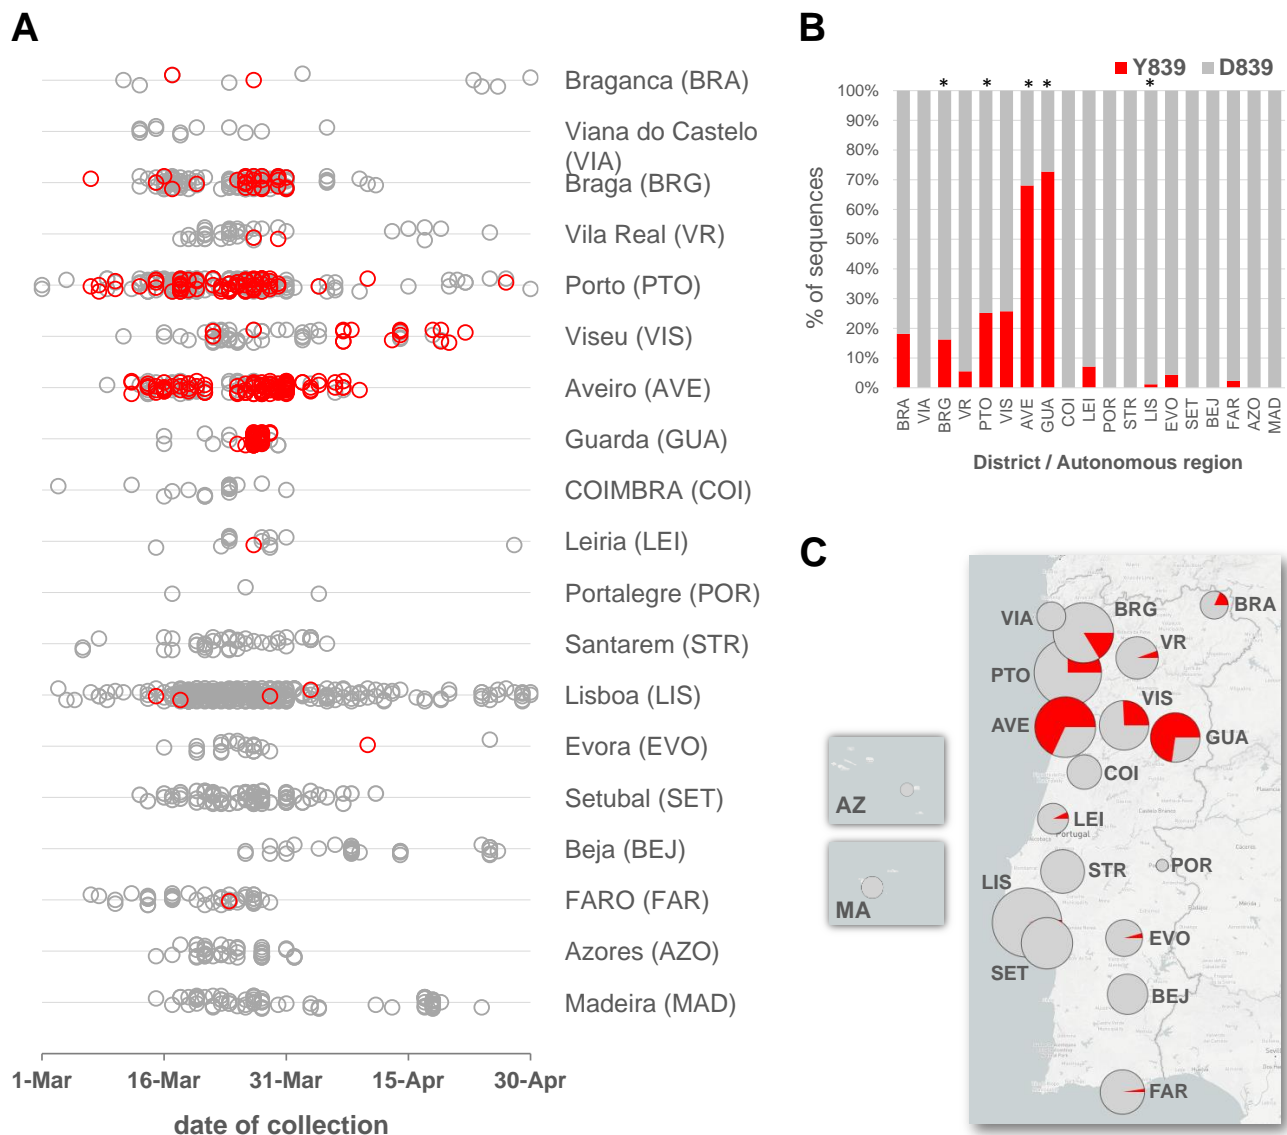 A
Braganca (BRA)
Viana do Castelo
(VIA)
Braga (BRG)
Vila Real (VR)
Porto (PTO)
Viseu (VIS)
Aveiro (AVE)
Guarda (GUA)
COIMBRA (COI)
Leiria (LEI)
Portalegre (POR)
Santarem (STR)
Lisboa (LIS)
Evora (EVO)
Setubal (SET)
Beja (BEJ)
FARO (FAR)
Azores (AZO)
Madeira (MAD)
1-Mar 16-Mar 31-Mar 15-Apr 30-Apr
date of collection
B
Y839 D839
* * * * *
100%
90%
80%
70%
60%
50%
40%
30%
20%
10%
0%
% of sequences
BRA VIA BRG VR PTO VIS AVE GUA COI LEI POR STR LIS EVO SET BEJ FAR AZO MAD
District / Autonomous region
C
BRA
BRG
VIA
VR
PTO
VIS
AVE
GUA
COI
AZ
LEI
Portugal
STR
POR
LIS
MA
EVO
SET
BEJ
FAR